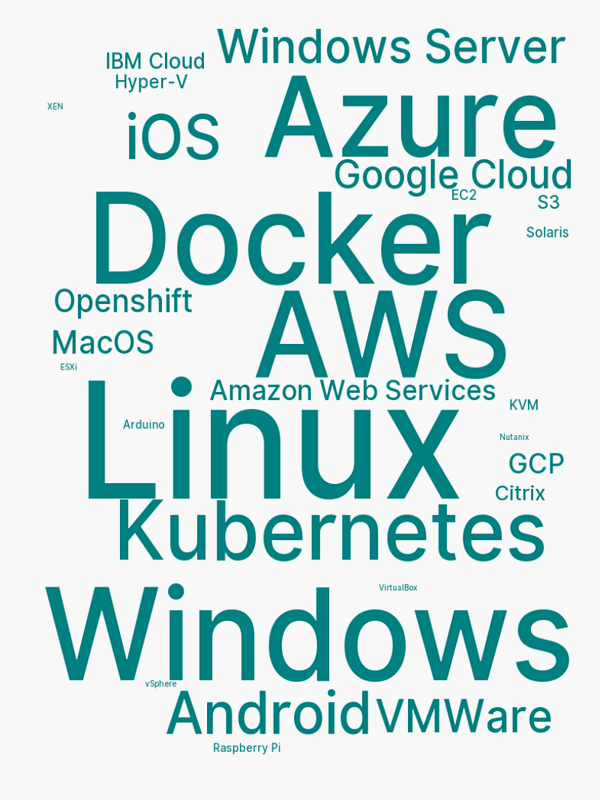 Windows Server
IBM Cloud
Hyper-V
XEN
Azure
iOS
Google Cloud
EC2
S3
Docker
Solaris
Openshift
AWS
MacOS
ESXi
Amazon Web Services
KVM
Linux
Arduino
Nutanix
GCP
Citrix
Kubernetes
VirtualBox
Windows
vSphere
Android
VMWare
Raspberry Pi